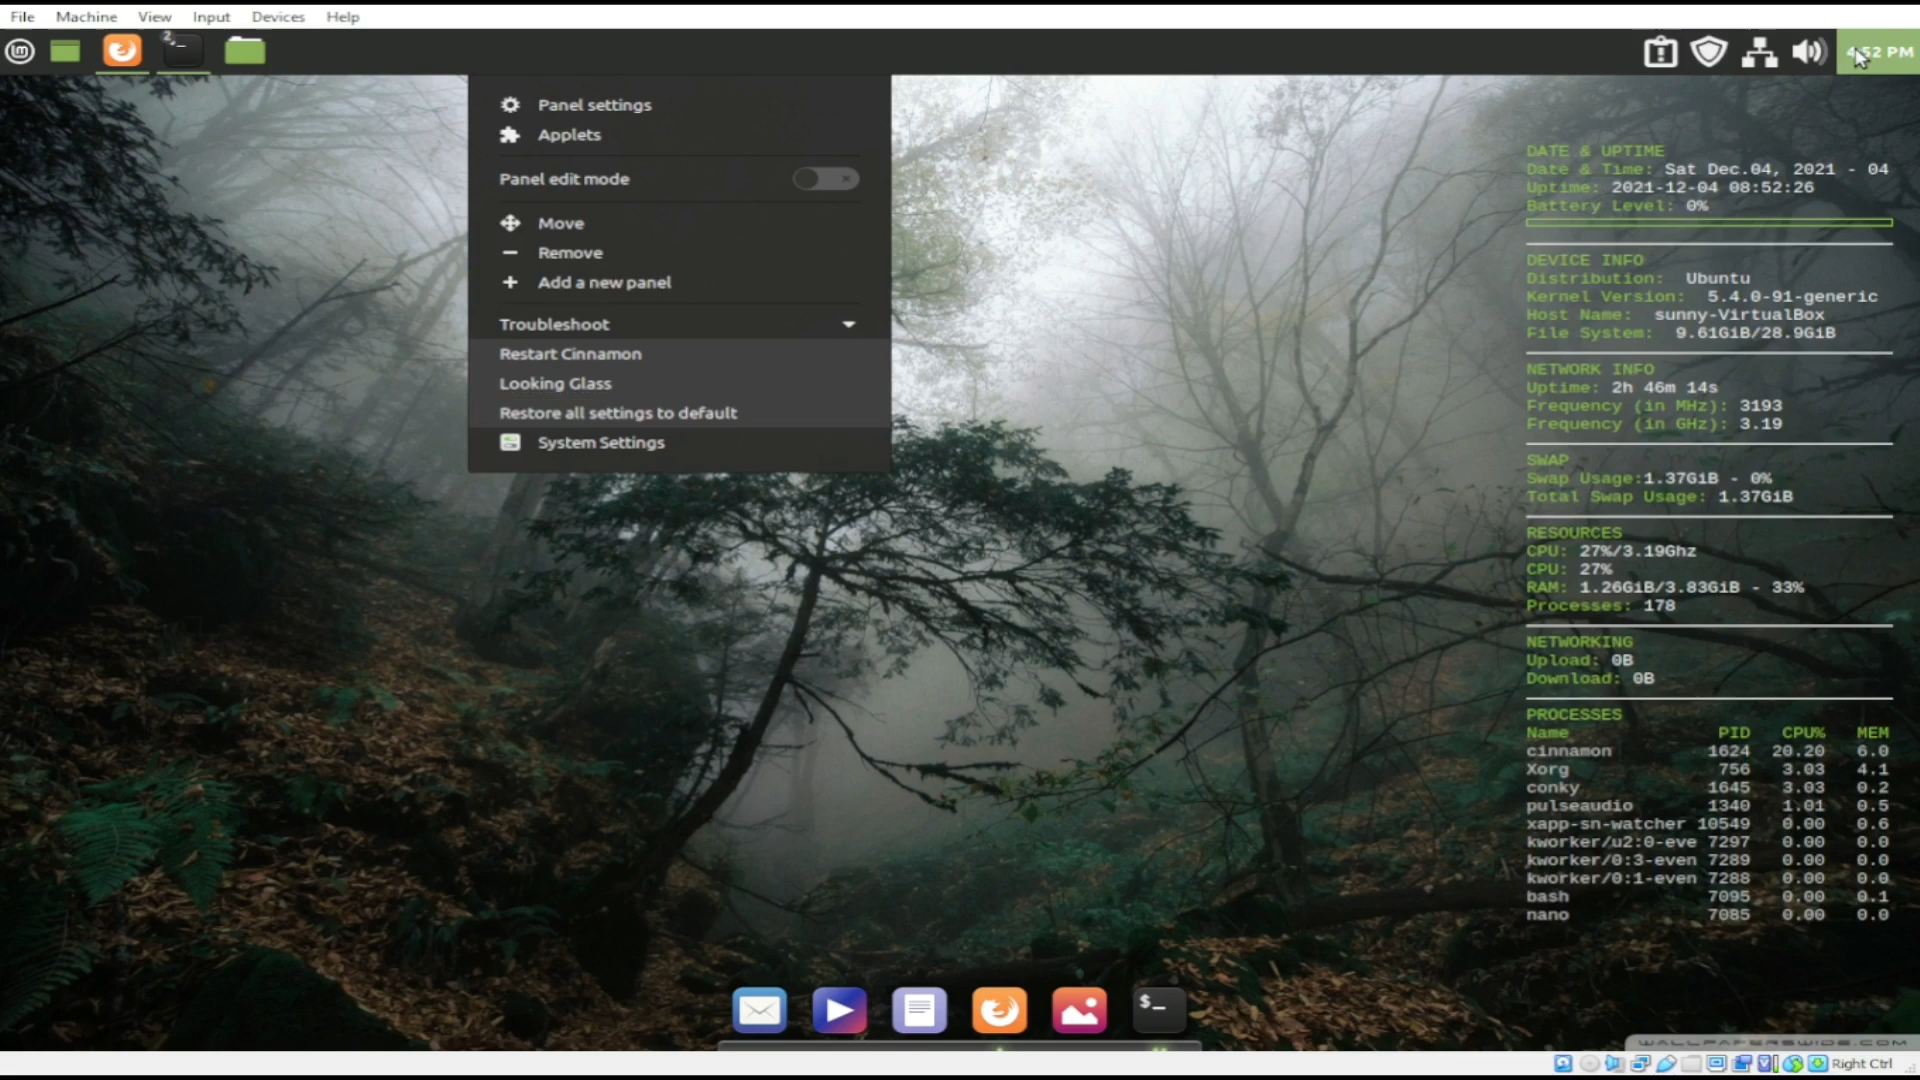 File Machine View Input Devices Help
2
52 PM
Panel settings
Applets
Panel edit mode
Move
Remove
Add a new panel
Troubleshoot
Restart Cinnamon
Looking Glass
Restore all settings to default
System Settings
DATE & UPTIME
Date & Time: Sat Dec.04, 2021 - 04
Uptime: 2021-12-04 08:52:26
Battery Level: 0%
DEVICE INFO
Distribution: Ubuntu
Kernel Version: 5.4.0-91-generic
Host Name: sunny-VirtualBox
File System: 9.61GiB/28.9GiB
NETWORK INFO
Uptime: 2h 46m 14s
Frequency (in MHz): 3193
Frequency (in GHz): 3.19
SWAP
Swap Usage:1.37GiB - 0%
Total Swap Usage: 1.37GiB
RESOURCES
CPU: 27%/3.19Ghz
CPU: 27%
RAM: 1.26GiB/3.83GiB - 33%
Processes: 178
NETWORKING
Upload: 0B
Download: 0B
PROCESSES
Name PID CPU% MEM
cinnamon 1624 20.20 6.0
Xorg 756 3.03 4.1
conky 1645 3.03 0.2
pulseaudio 1340 1.01 0.5
xapp-sn-watcher 10549 0.00 0.6
kworker/u2:0-eve 7297 0.00 0.0
kworker/0:3-even 7289 0.00 0.0
kworker/0:1-even 7288 0.00 0.0
bash 7095 0.00 0.1
nano 7085 0.00 0.0
$_
WALLPAPERSWIDE.COM
Right Ctrl